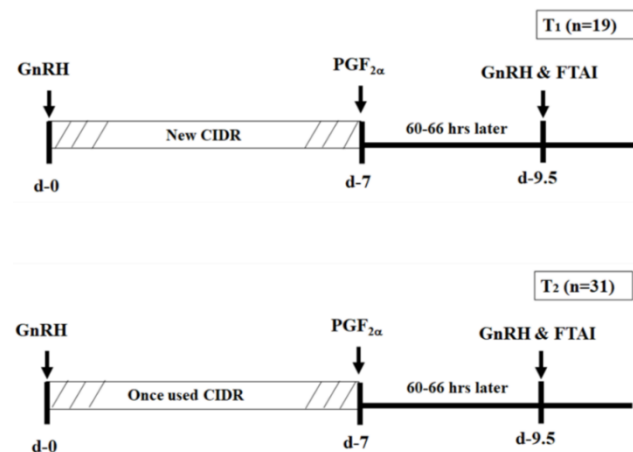 T₁ (n=19)
GnRH
PGF₂α
GnRH & FTAI
New CIDR
60-66 hrs later
d-0
d-7
d-9.5
T₂ (n=31)
GnRH
PGF₂α
GnRH & FTAI
Once used CIDR
60-66 hrs later
d-0
d-7
d-9.5